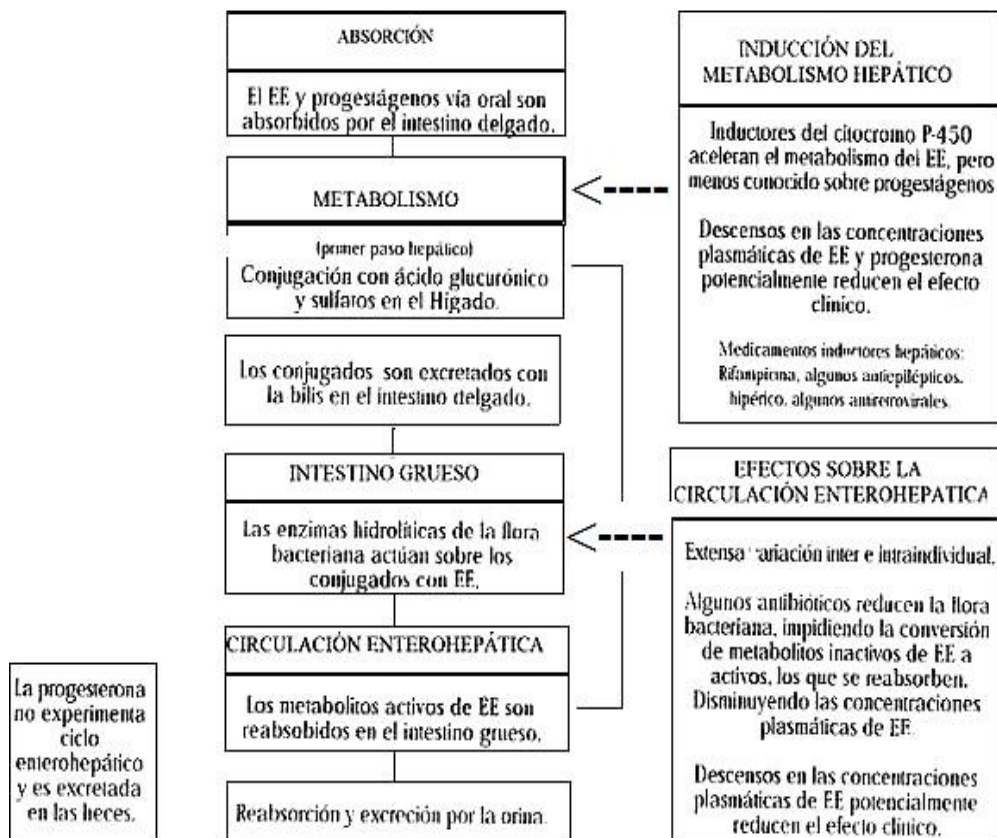 ABSORCIÓN
El EE y progestágenos vía oral son
absorbidos por el intestino delgado.
METABOLISMO
(primer paso hepático)
Conjugación con ácido glucurónico
y sulfatos en el Hígado.
Los conjugados son excretados con
la bilis en el intestino delgado.
INTESTINO GRUESO
Las enzimas hidrolíticas de la flora
bacteriana actúan sobre los
conjugados con EE.
CIRCULACIÓN ENTEROHEPÁTICA
Los metabolitos activos de EE son
reabsobidos en el intestino grueso.
Reabsorción y excreción por la orina.
La progesterona
no experimenta
ciclo
enterohepático
y es excretada
en las heces.
INDUCCIÓN DEL
METABOLISMO HEPÁTICO
Inductores del citocromo P-450
aceleran el metabolismo del EE, pero
menos conocido sobre progestágenos
Descensos en las concentraciones
plasmáticas de EE y progesterona
potencialmente reducen el efecto
clínico.
Medicamentos inductores hepáticos:
Rifampicina, algunos antiepilépticos,
hipérico, algunos antirretrovirales.
EFECTOS SOBRE LA
CIRCULACIÓN ENTEROHEPATICA
Extensa variación inter e intraindividual.
Algunos antibióticos reducen la flora
bacteriana, impidiendo la conversión
de metabolitos inactivos de EE a
activos, los que se reabsorben.
Disminuyendo las concentraciones
plasmáticas de EE
Descensos en las concentraciones
plasmáticas de EE potencialmente
reducen el efecto clínico.